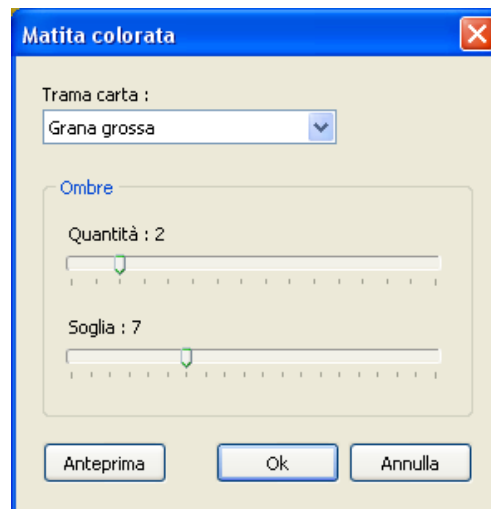 Matita colorata
Trama carta :
Grana grossa
Ombre
Quantità : 2
Soglia : 7
Anteprima Ok Annulla